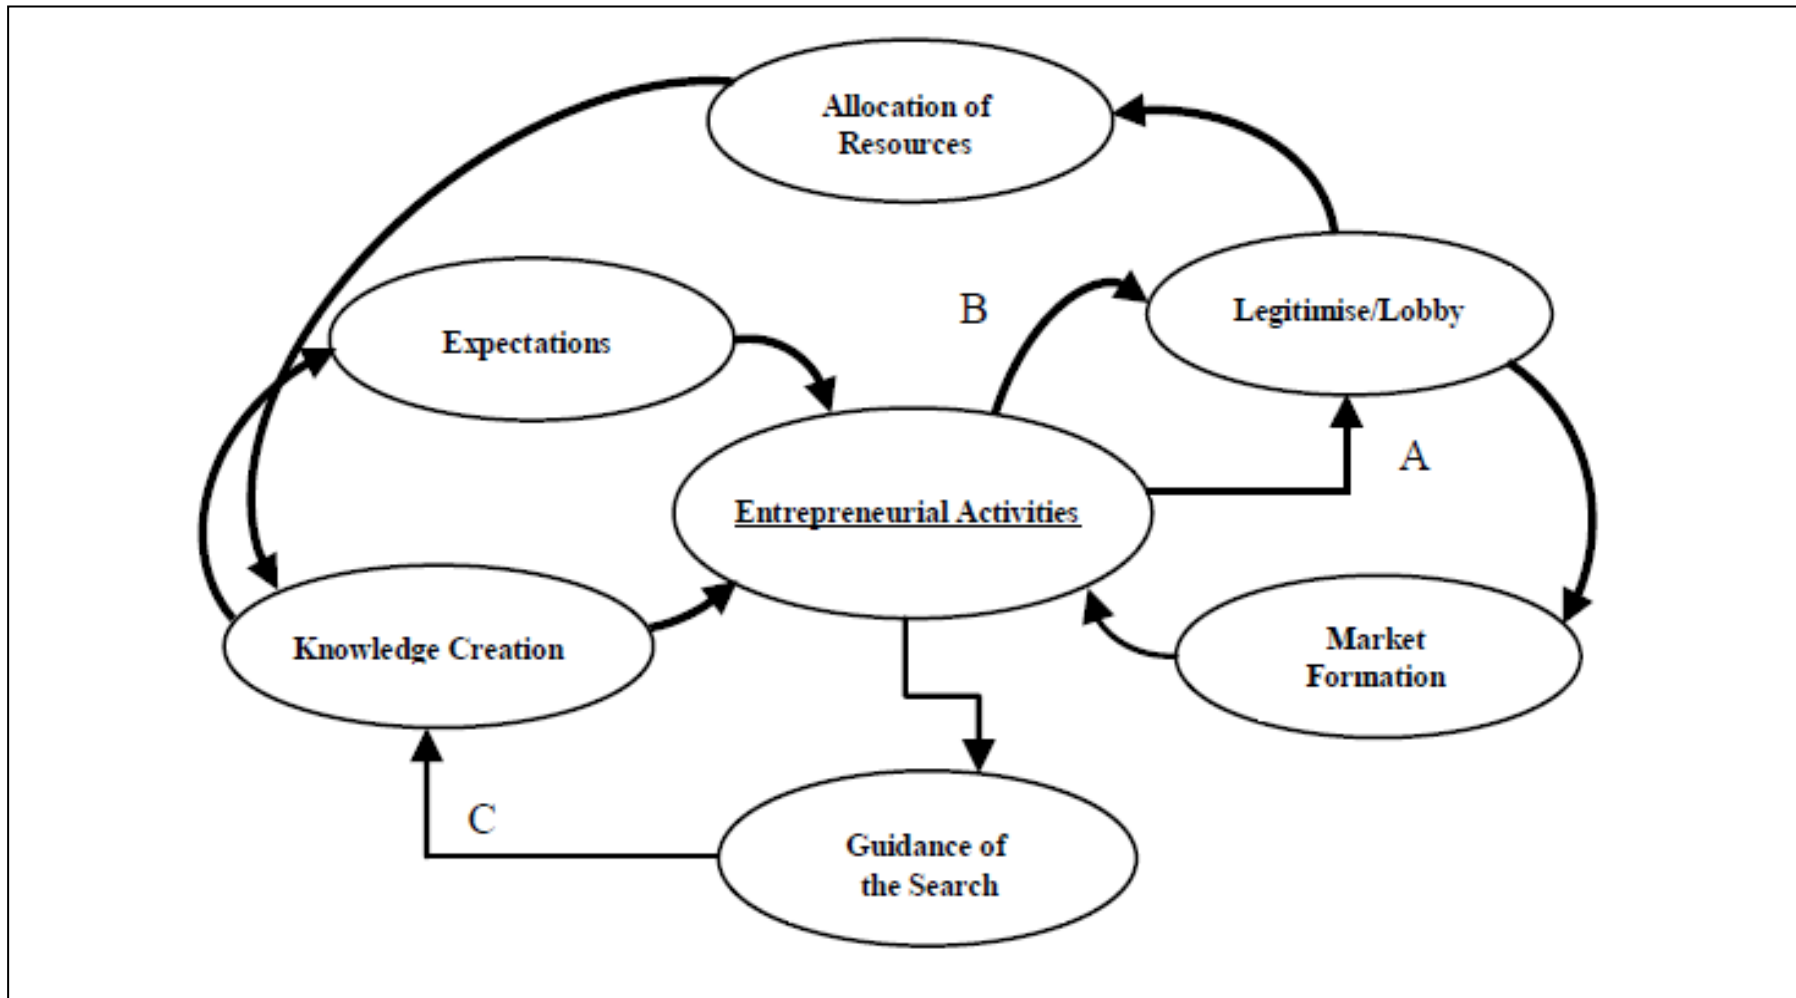 Allocation of
Resources
B
Legitimise/Lobby
Expectations
A
Entrepreneurial Activities
Knowledge Creation
Market
Formation
C
Guidance of
the Search